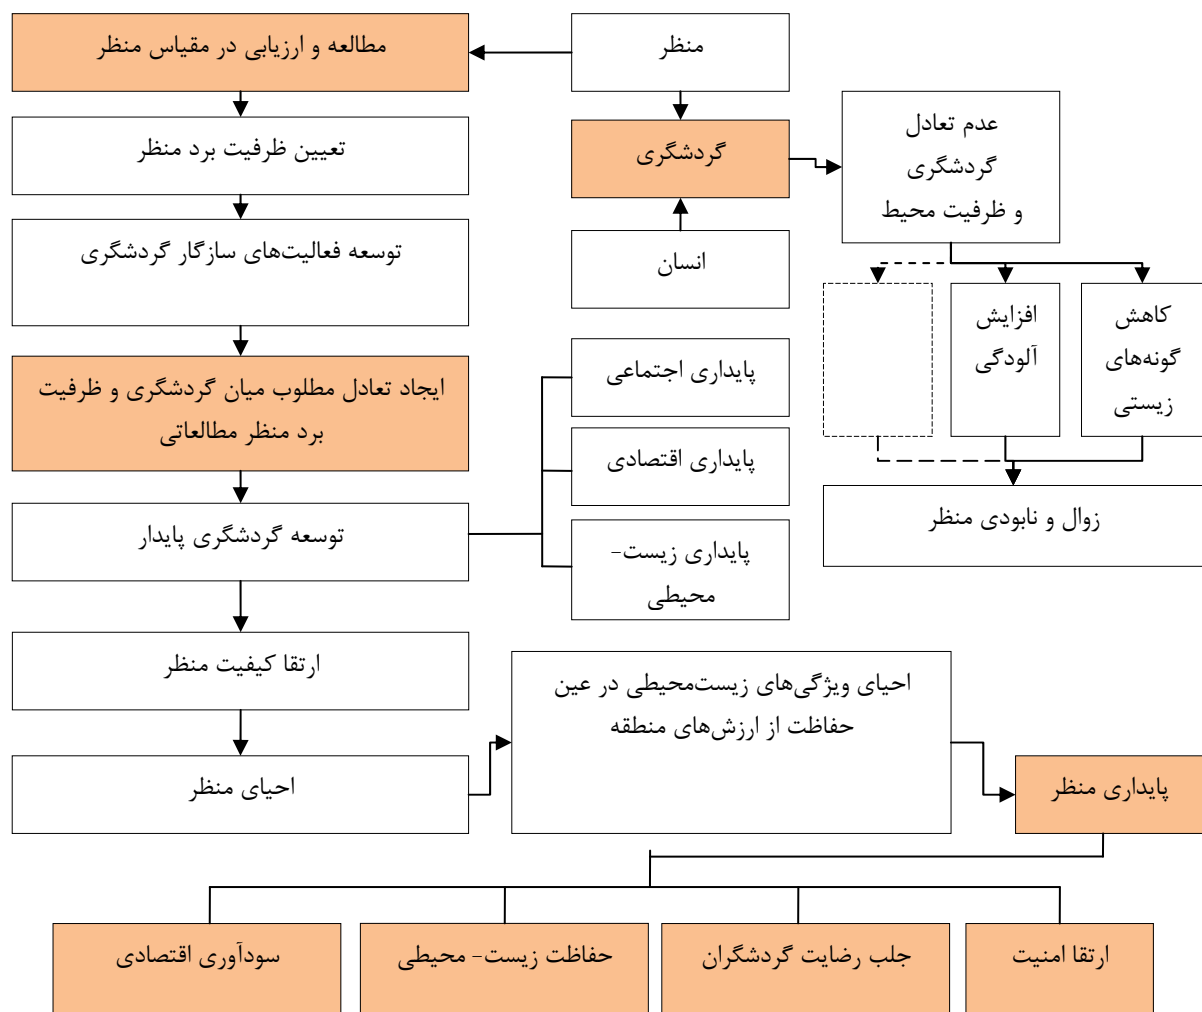 منظر
مطالعه و ارزیابی در مقیاس منظر
گردشگری
انسان
عدم تعادل
گردشگری
و ظرفیت محیط
کاهش
گونه‌های
زیستی
افزایش
آلودگی
زوال و نابودی منظر
تعیین ظرفیت برد منظر
توسعه فعالیت‌های سازگار گردشگری
ایجاد تعادل مطلوب میان گردشگری و ظرفیت
برد منظر مطالعاتی
توسعه گردشگری پایدار
پایداری اجتماعی
پایداری اقتصادی
پایداری زیست-
محیطی
ارتقا کیفیت منظر
احیای منظر
احیای ویژگی‌های زیست‌محیطی در عین
حفاظت از ارزش‌های منطقه
پایداری منظر
ارتقا امنیت
جلب رضایت گردشگران
حفاظت زیست- محیطی
سودآوری اقتصادی